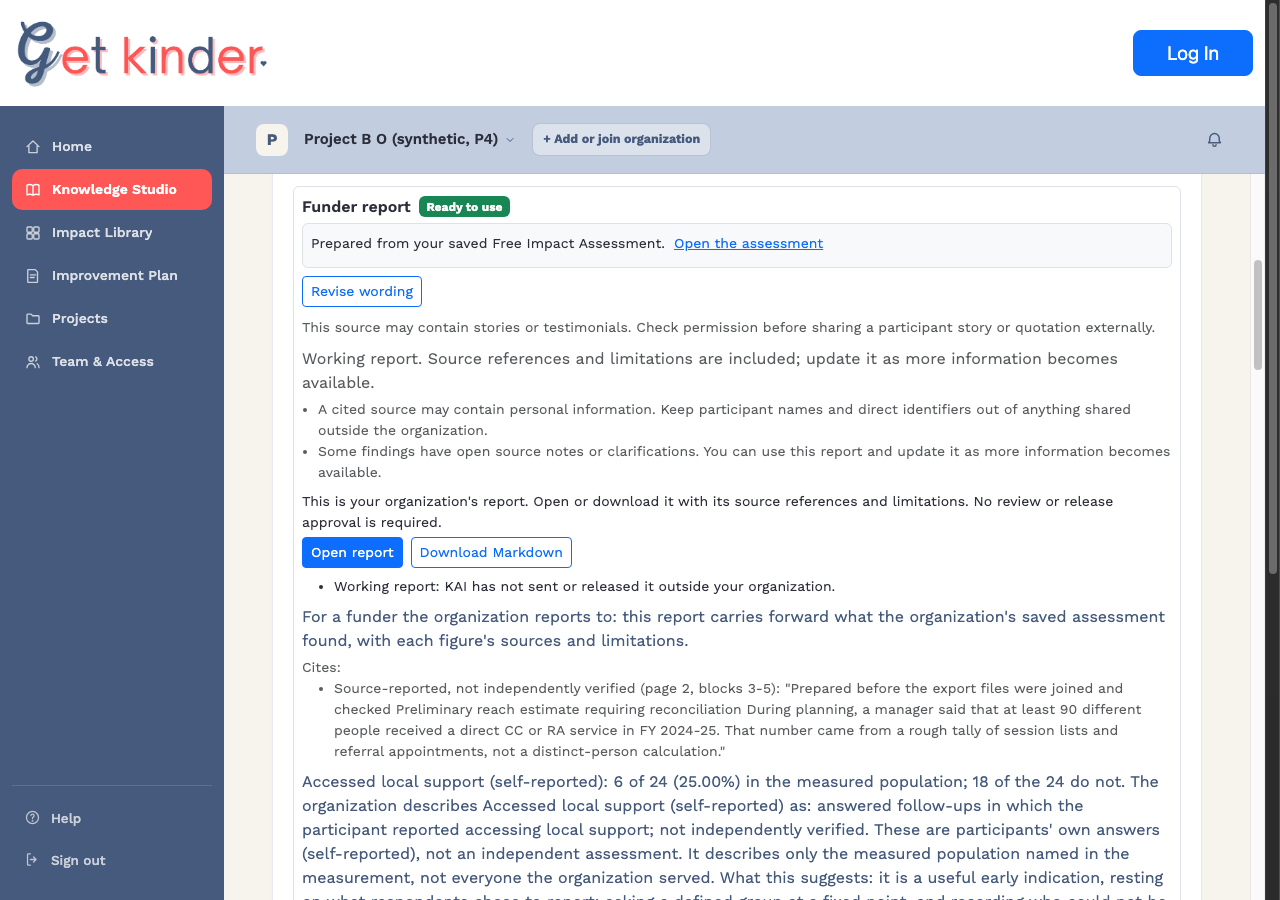 Get kinder
Log In
Home
Knowledge Studio
Impact Library
Improvement Plan
Projects
Team & Access
Help
Sign out
P
Project B O (synthetic, P4)
+ Add or join organization
Funder report Ready to use
Prepared from your saved Free Impact Assessment. Open the assessment
Revise wording
This source may contain stories or testimonials. Check permission before sharing a participant story or quotation externally.
Working report. Source references and limitations are included; update it as more information becomes
available.
• A cited source may contain personal information. Keep participant names and direct identifiers out of anything shared
outside the organization.
• Some findings have open source notes or clarifications. You can use this report and update it as more information becomes
available.
This is your organization's report. Open or download it with its source references and limitations. No review or release
approval is required.
Open report Download Markdown
• Working report: KAI has not sent or released it outside your organization.
For a funder the organization reports to: this report carries forward what the organization's saved assessment
found, with each figure's sources and limitations.
Cites:
• Source-reported, not independently verified (page 2, blocks 3-5): "Prepared before the export files were joined and
checked Preliminary reach estimate requiring reconciliation During planning, a manager said that at least 90 different
people received a direct CC or RA service in FY 2024-25. That number came from a rough tally of session lists and
referral appointments, not a distinct-person calculation."
Accessed local support (self-reported): 6 of 24 (25.00%) in the measured population; 18 of the 24 do not. The
organization describes Accessed local support (self-reported) as: answered follow-ups in which the
participant reported accessing local support; not independently verified. These are participants' own answers
(self-reported), not an independent assessment. It describes only the measured population named in the
measurement, not everyone the organization served. What this suggests: it is a useful early indication, resting